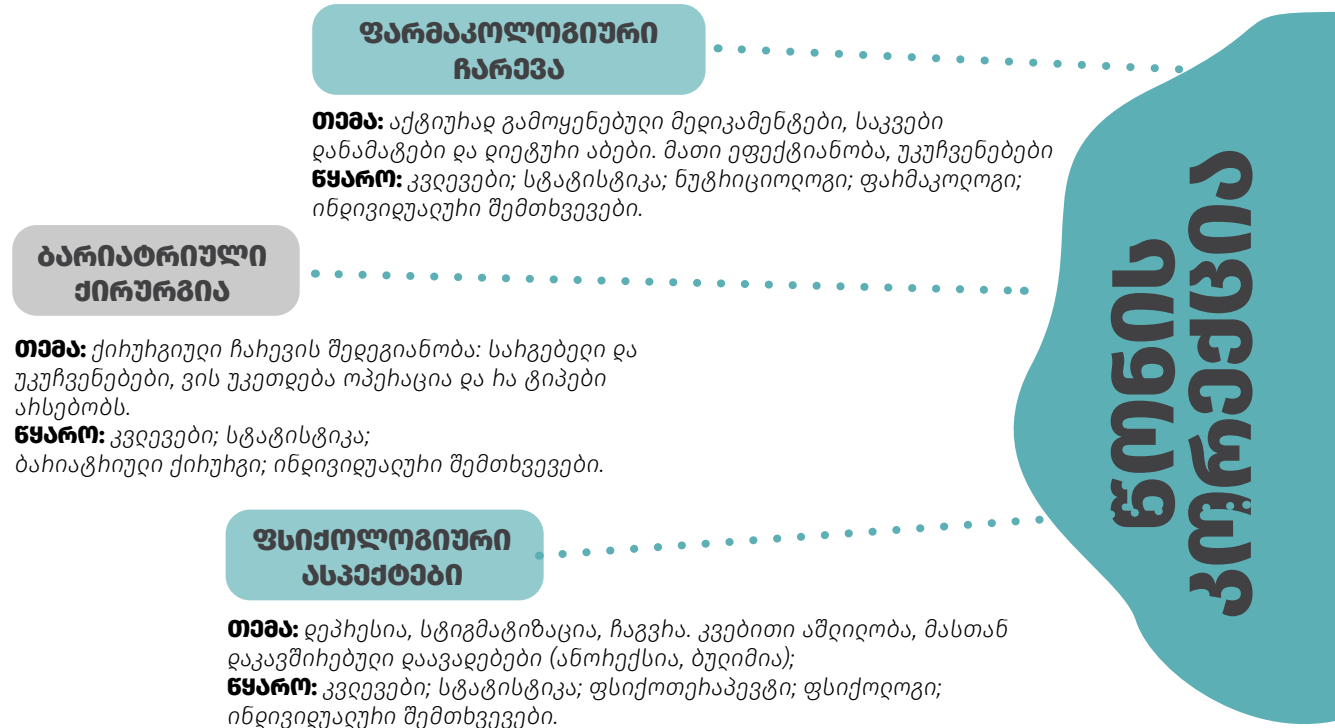 ფარმაკოლოგიური
ჩარევა
თემა: აქტიურად გამოყენებული მედიკამენტები, საკვები
დანამატები და დიეტური აბები. მათი ეფექტიანობა, უკუჩვენებები
წყარო: კვლევები; სტატისტიკა; ნუტრიციოლოგი; ფარმაკოლოგი;
ინდივიდუალური შემთხვევები.
ბარიატრიული
ქირურგია
თემა: ქირურგიული ჩარევის შედეგიანობა: სარგებელი და
უკუჩვენებები, ვის უკეთდება ოპერაცია და რა ტიპები
არსებობს.
წყარო: კვლევები; სტატისტიკა;
ბარიატრიული ქირურგი; ინდივიდუალური შემთხვევები.
ფსიქოლოგიური
ასპექტები
თემა: დეპრესია, სტიგმატიზაცია, ჩაგვრა. კვებითი აშლილობა, მასთან
დაკავშირებული დაავადებები (ანორექსია, ბულიმია);
წყარო: კვლევები; სტატისტიკა; ფსიქოთერაპევტი; ფსიქოლოგი;
ინდივიდუალური შემთხვევები.
წონის
კორექცია